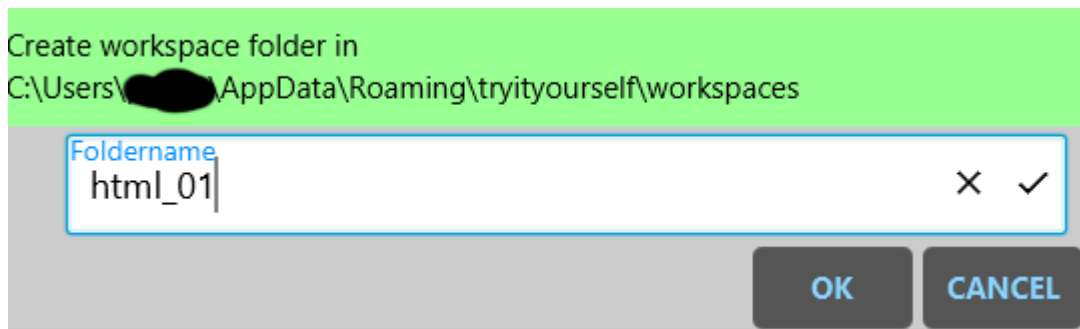 Create workspace folder in
C:\Users\ \AppData\Roaming\tryityourself\workspaces
Foldername
html_01
OK CANCEL